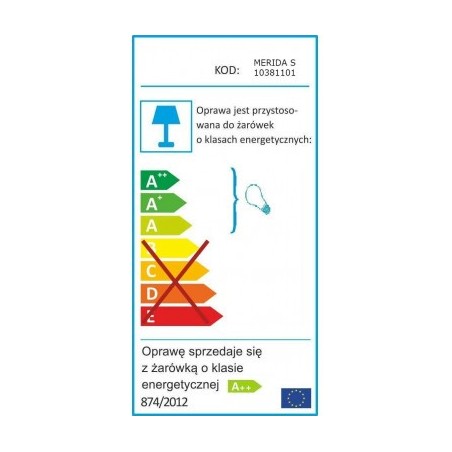 KOD: MERIDA S
10381101
Oprawa jest przystoso-
wana do żarówek
o klasach energetycznych:
A++
A+
A
B
C
D
E
Oprawę sprzedaje się
z żarówką o klasie
energetycznej A++
874/2012